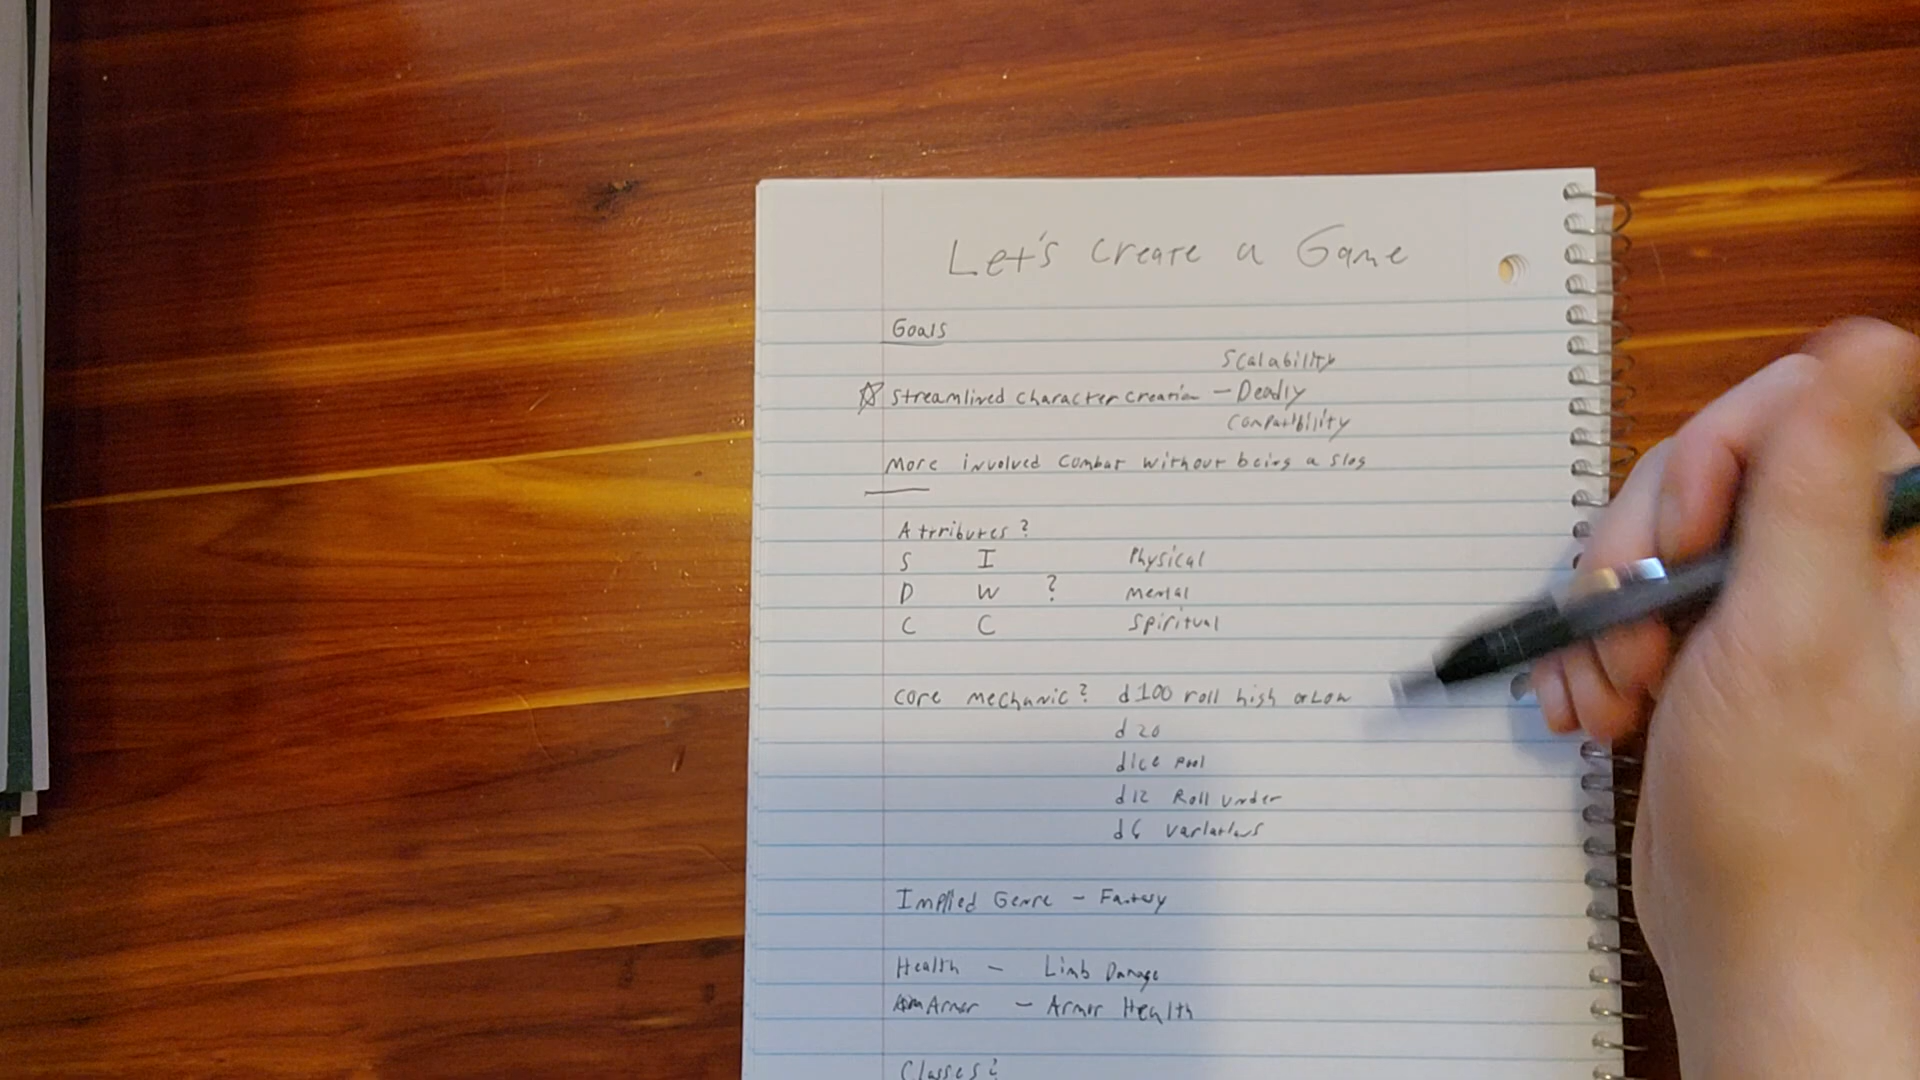 Let's Create a Game
Goals
Scalability
☆ Streamlined Character Creation – Deadly
Compatibility
More involved Combat without being a slog
Attributes?
S I Physical
D W ? Mental
C C Spiritual
Core Mechanic? d100 roll high or Low
d20
dice pool
d12 Roll under
d6 variations
Implied Genre – Fantasy
Health – Limb Damage
Armor – Armor Health
Classes?